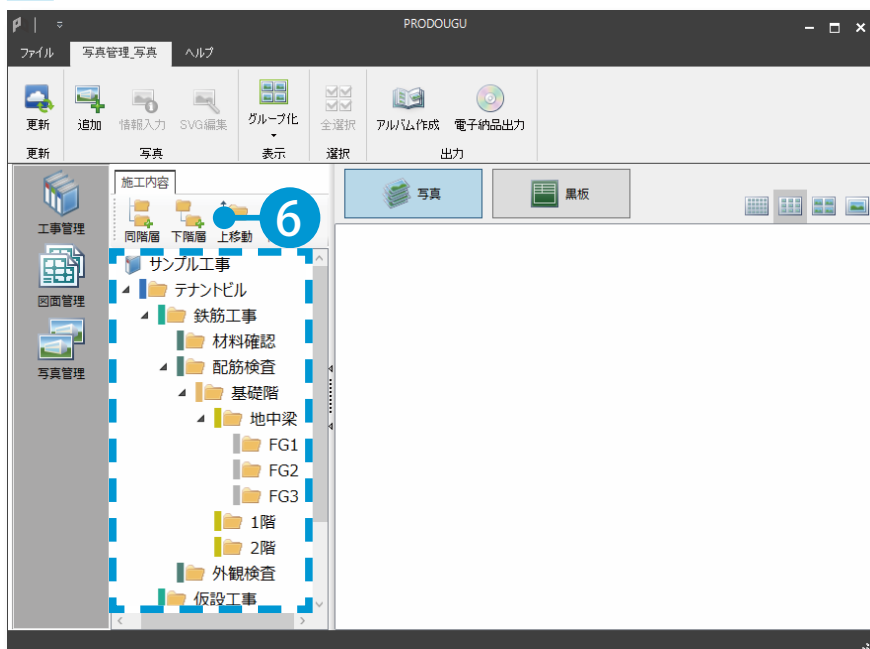 PRODOUGU
ファイル 写真管理_写真 ヘルプ
更新 追加 情報入力 SVG編集 グループ化 全選択 アルバム作成 電子納品出力
更新 写真 表示 選択 出力
工事管理
図面管理
写真管理
施工内容
同階層 下階層 上移動
6
サンプル工事
テナントビル
鉄筋工事
材料確認
配筋検査
基礎階
地中梁
FG1
FG2
FG3
1階
2階
外観検査
仮設工事
写真 黒板